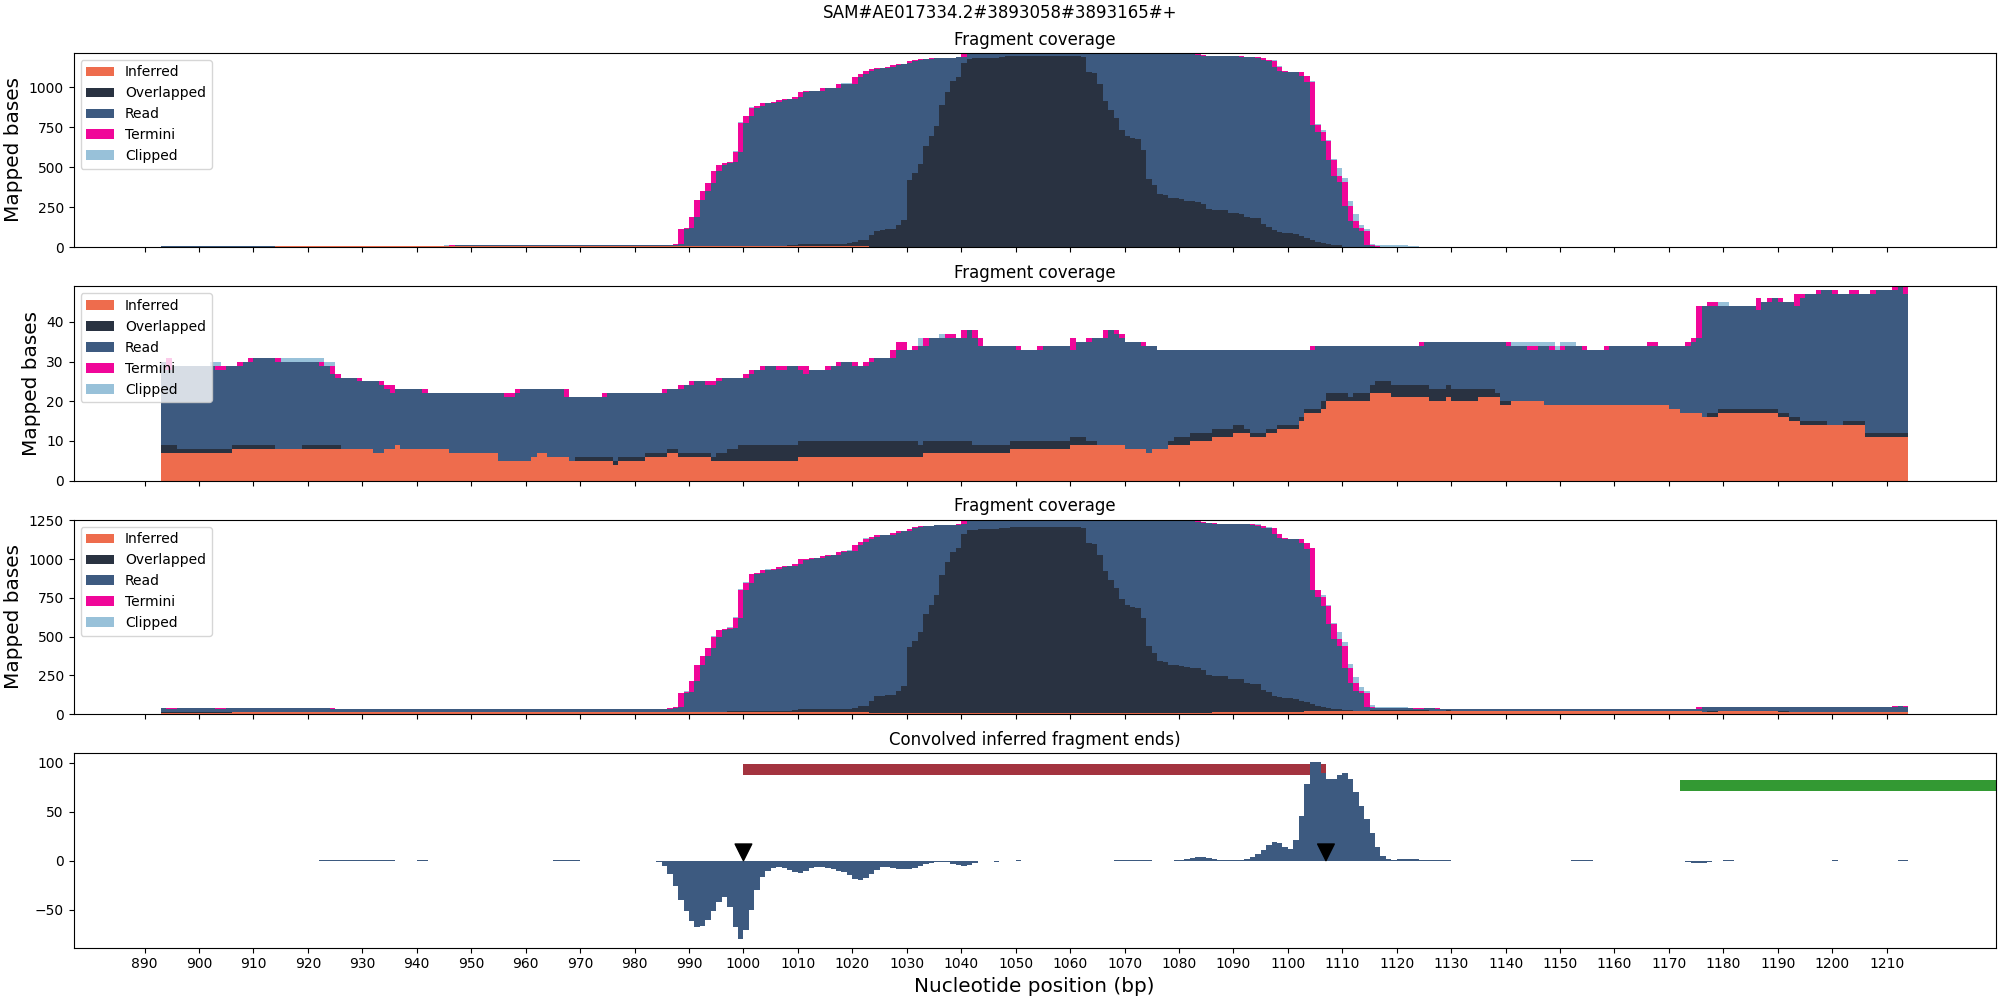 SAM#AE017334.2#3893058#3893165#+
Fragment coverage
Mapped bases
1000
750
500
250
0
Inferred
Overlapped
Read
Termini
Clipped
Fragment coverage
Mapped bases
40
30
20
10
0
Inferred
Overlapped
Read
Termini
Clipped
Fragment coverage
Mapped bases
1250
1000
750
500
250
0
Inferred
Overlapped
Read
Termini
Clipped
Convolved inferred fragment ends)
100
50
0
−50
890 900 910 920 930 940 950 960 970 980 990 1000 1010 1020 1030 1040 1050 1060 1070 1080 1090 1100 1110 1120 1130 1140 1150 1160 1170 1180 1190 1200 1210
Nucleotide position (bp)